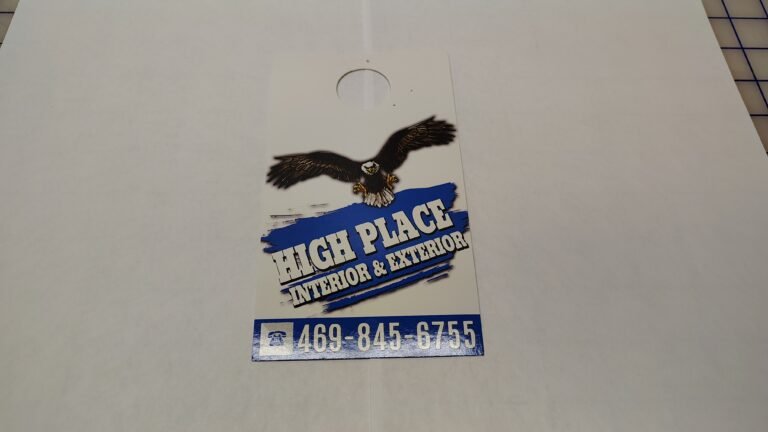 HIGH PLACE
INTERIOR & EXTERIOR
469-845-6755